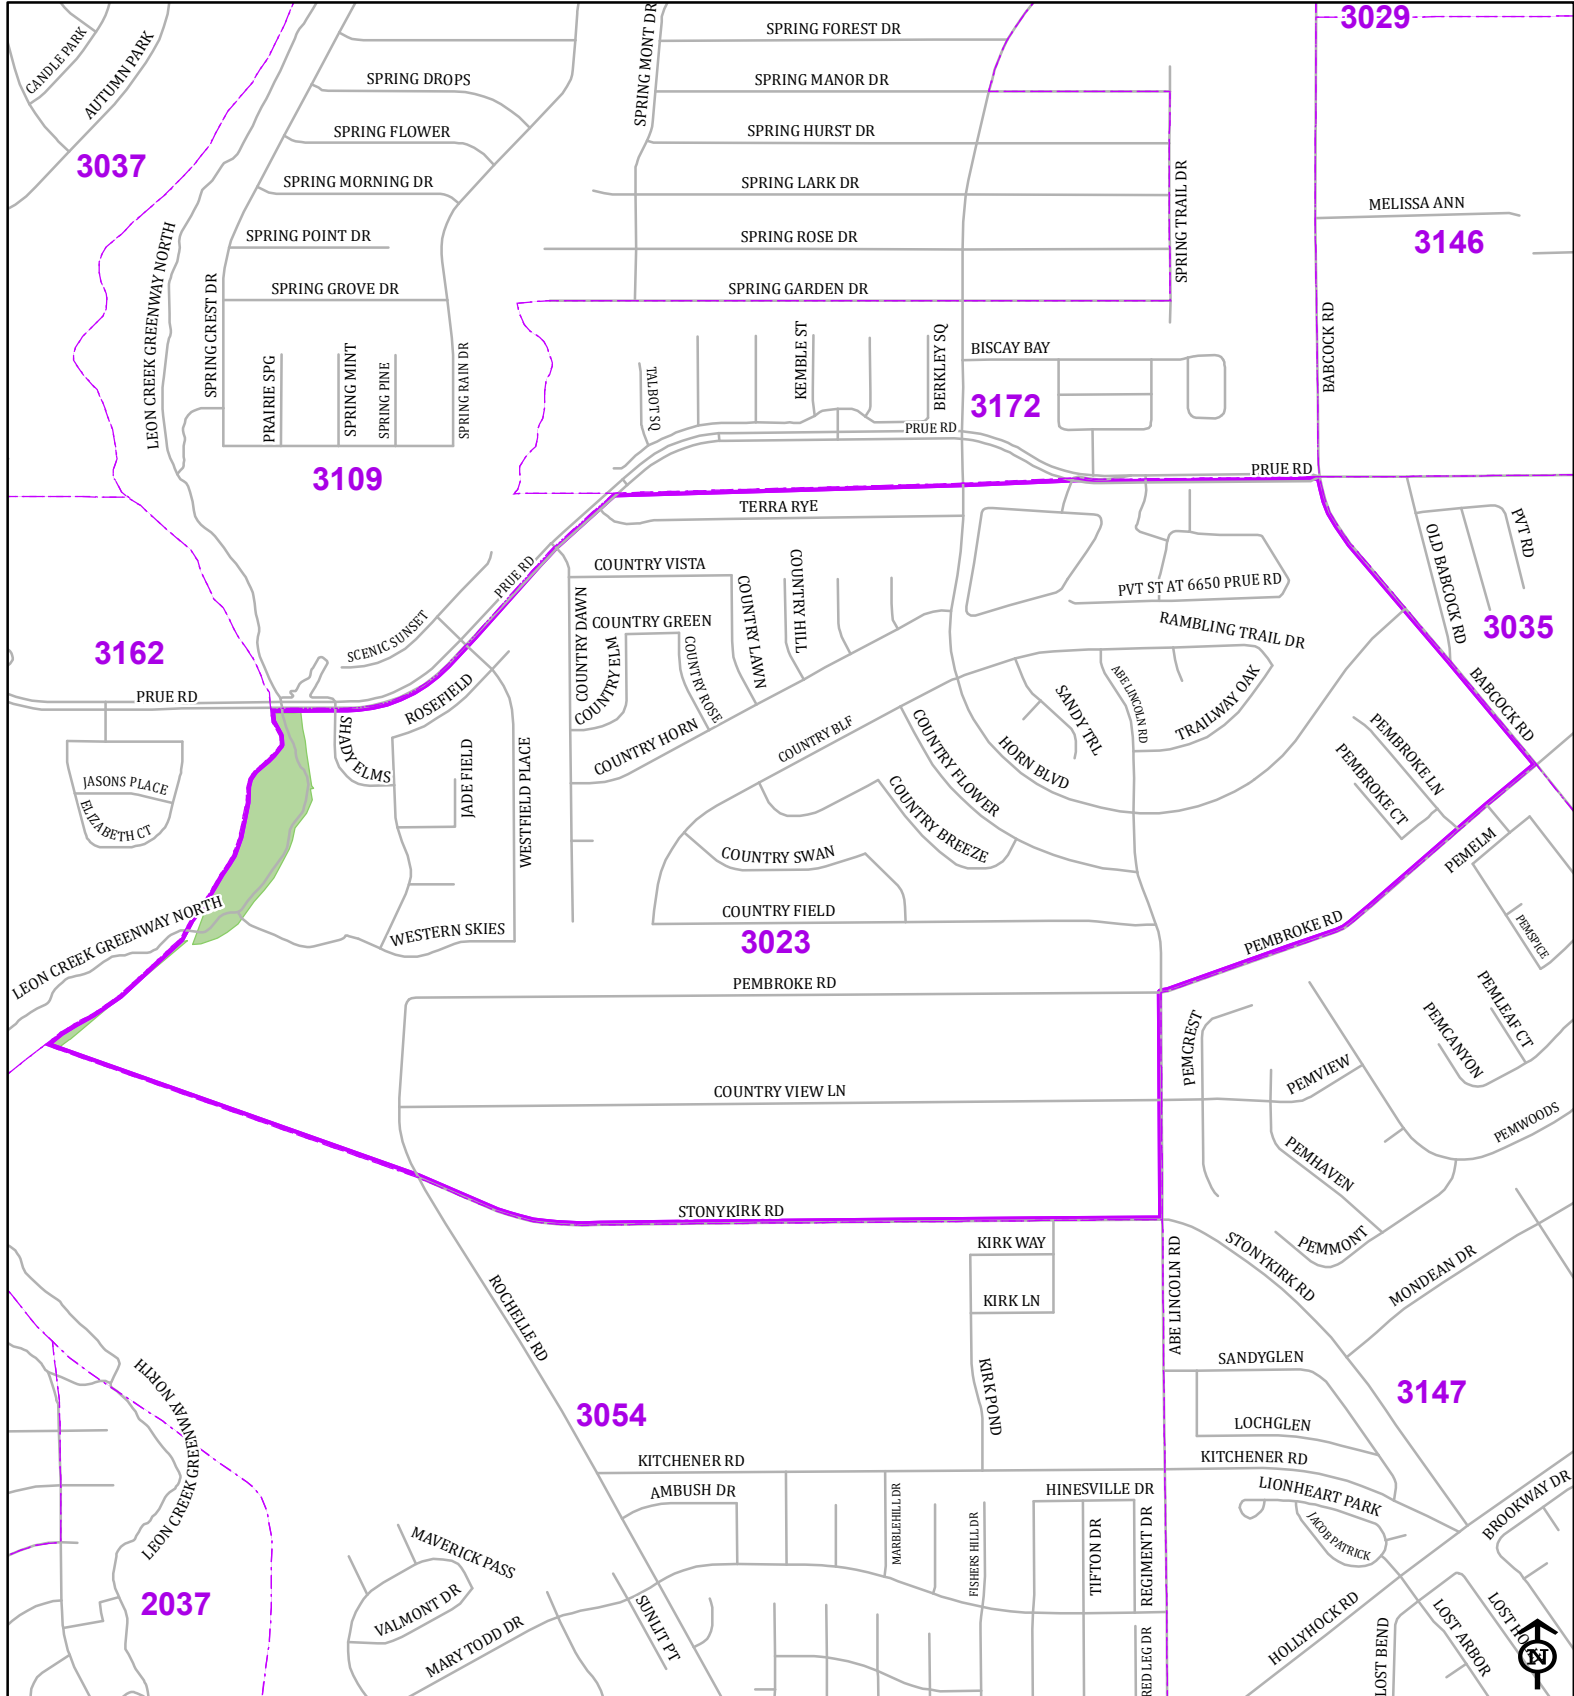 3029
SPRING FOREST DR
CANDLE PARK
AUTUMN PARK
SPRING DROPS
SPRING MONT DR
SPRING MANOR DR
SPRING FLOWER
SPRING HURST DR
3037
SPRING MORNING DR
SPRING LARK DR
SPRING TRAIL DR
MELISSA ANN
3146
SPRING POINT DR
SPRING ROSE DR
LEON CREEK GREENWAY NORTH
SPRING CREST DR
SPRING GROVE DR
SPRING GARDEN DR
BABCOCK RD
PRAIRIE SPG
SPRING MINT
SPRING PINE
SPRING RAIN DR
TALBOT SQ
KEMBLE ST
BERKLEY SQ
BISCAY BAY
3172
PRUE RD
PRUE RD
3109
TERRA RYE
OLD BABCOCK RD
PVT RD
PRUE RD
COUNTRY VISTA
COUNTRY DAWN
COUNTRY GREEN
COUNTRY ELM
COUNTRY ROSE
COUNTRY LAWN
COUNTRY HILL
PVT ST AT 6650 PRUE RD
RAMBLING TRAIL DR
3035
3162
SCENIC SUNSET
PRUE RD
ROSEFIELD
SHADY ELMS
COUNTRY HORN
COUNTRY BLF
COUNTRY FLOWER
HORN BLVD
SANDY TRL
ABE LINCOLN RD
TRAILWAY OAK
BABCOCK RD
PEMBROKE LN
PEMBROKE CT
JASONS PLACE
ELIZABETH CT
JADE FIELD
WESTFIELD PLACE
COUNTRY BREEZE
COUNTRY SWAN
PEMELM
COUNTRY FIELD
3023
LEON CREEK GREENWAY NORTH
WESTERN SKIES
PEMBROKE RD
PEMSPICE
PEMBROKE RD
PEMCREST
PEMCANYON
PEMLEAF CT
COUNTRY VIEW LN
PEMVIEW
PEMWOODS
PEMHAVEN
STONYKIRK RD
PEMMONT
KIRK WAY
STONYKIRK RD
MONDEAN DR
KIRK LN
ABE LINCOLN RD
ROCHELLE RD
KIRK POND
SANDYGLEN
LEON CREEK GREENWAY NORTH
3147
3054
LOCHGLEN
KITCHENER RD
KITCHENER RD
AMBUSH DR
MARBLEHILL DR
FISHERS HILL DR
HINESVILLE DR
TIFTON DR
REGIMENT DR
LIONHEART PARK
JACOB PATRICK
BROOKWAY DR
MAVERICK PASS
2037
VALMONT DR
MARY TODD DR
SUNLIT PT
RED LEG DR
HOLLYHOCK RD
LOST BEND
LOST ARBOR
N